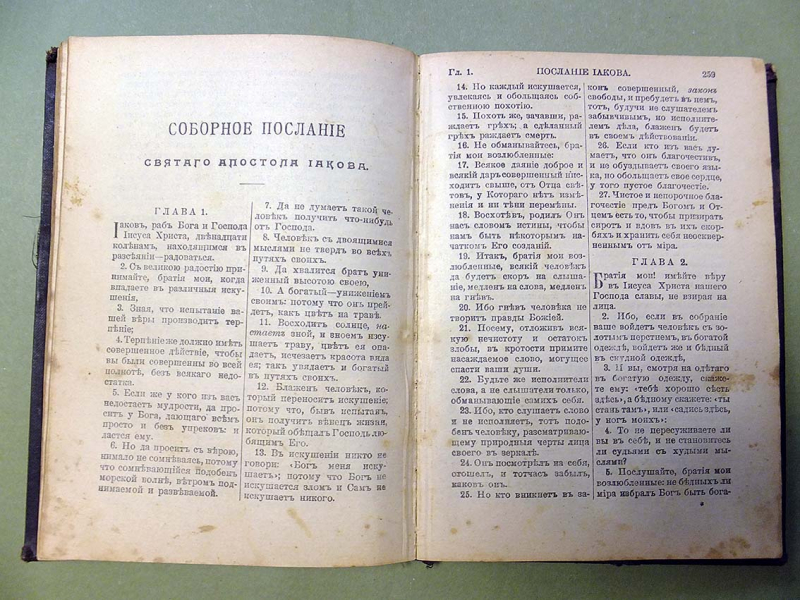 СОБОРНОЕ ПОСЛАНІЕ
СВЯТАГО АПОСТОЛА ІАКОВА.
ГЛАВА 1.
Іаковъ, рабъ Бога и Господа
Іисуса Христа, двѣнадцати
колѣнамъ, находящимся въ
разсѣяніи—радоваться.
2. Съ великою радостію при-
нимайте, братія мои, когда
впадаете въ различныя иску-
шенія,
3. Зная, что испытаніе ва-
шей вѣры производитъ тер-
пѣніе;
4. Терпѣніе же должно имѣть
совершенное дѣйствіе, чтобы
вы были совершенны во всей
полнотѣ, безъ всякаго недо-
статка.
5. Если же у кого изъ васъ
недостаетъ мудрости, да про-
ситъ у Бога, дающаго всѣмъ
просто и безъ упрековъ: и
дастся ему.
6. Но да проситъ съ вѣрою,
нимало не сомнѣваясь, потому
что сомнѣвающійся подобенъ
морской волнѣ, вѣтромъ под-
нимаемой и развѣваемой.
7. Да не думаетъ такой че-
ловѣкъ получить что-нибудь
отъ Господа.
8. Человѣкъ съ двоящимися
мыслями не твердъ во всѣхъ
путяхъ своихъ.
9. Да хвалится братъ уни-
женный высотою своею,
10. А богатый—униженіемъ
своимъ: потому что онъ прей-
детъ, какъ цвѣтъ на травѣ.
11. Восходитъ солнце, на-
стаетъ зной, и зноемъ изсу-
шаетъ траву, цвѣтъ ея опа-
даетъ, исчезаетъ красота вида
ея; такъ увядаетъ и богатый
въ путяхъ своихъ.
12. Блаженъ человѣкъ, ко-
торый переноситъ искушеніе;
потому что, бывъ испытанъ,
онъ получитъ вѣнецъ жизни,
который обѣщалъ Господь лю-
бящимъ Его.
13. Въ искушеніи никто не
говори: «Богъ меня иску-
шаетъ»; потому что Богъ не
искушается зломъ и Самъ не
искушаетъ никого.
Гл. 1. ПОСЛАНІЕ ІАКОВА. 259
14. Но каждый искушается,
увлекаясь и обольщаясь соб-
ственною похотію.
15. Похоть же, зачавши, ра-
ждаетъ грѣхъ; а сдѣланный
грѣхъ раждаетъ смерть.
16. Не обманывайтесь, бра-
тія мои возлюбленные:
17. Всякое даяніе доброе и
всякій даръ совершенный нис-
ходитъ свыше, отъ Отца свѣ-
товъ, у Котораго нѣтъ измѣне-
нія и ни тѣни перемѣны.
18. Восхотѣвъ, родилъ Онъ
насъ словомъ истины, чтобы
намъ быть нѣкоторымъ на-
чаткомъ Его созданій.
19. Итакъ, братія мои воз-
любленные, всякій человѣкъ
да будетъ скоръ на слыша-
ніе, медленъ на слова, медленъ
на гнѣвъ.
20. Ибо гнѣвъ человѣка не
творитъ правды Божіей.
21. Посему, отложивъ вся-
кую нечистоту и остатокъ
злобы, въ кротости примите
насаждаемое слово, могущее
спасти ваши души.
22. Будьте же исполнители
слова, а не слышатели только,
обманывающіе самихъ себя.
23. Ибо, кто слушаетъ слово
и не исполняетъ, тотъ подо-
бенъ человѣку, разсматриваю-
щему природныя черты лица
своего въ зеркалѣ.
24. Онъ посмотрѣлъ на себя,
отошелъ, и тотчасъ забылъ,
каковъ онъ.
25. Но кто вникнетъ въ за-
конъ совершенный, законъ
свободы, и пребудетъ въ немъ,
тотъ, будучи не слушателемъ
забывчивымъ, но исполните-
лемъ дѣла, блаженъ будетъ
въ своемъ дѣйствованіи.
26. Если кто изъ васъ ду-
маетъ, что онъ благочестивъ,
и не обуздываетъ своего язы-
ка, но обольщаетъ свое сердце,
у того пустое благочестіе.
27. Чистое и непорочное бла-
гочестіе предъ Богомъ и От-
цемъ есть то, чтобы призирать
сиротъ и вдовъ въ ихъ скор-
бяхъ и хранить себя несквер-
неннымъ отъ міра.
ГЛАВА 2.
Братія мои! имѣйте вѣру
въ Іисуса Христа нашего
Господа славы, не взирая на
лица.
2. Ибо, если въ собраніе
ваше войдетъ человѣкъ съ зо-
лотымъ перстнемъ, въ богатой
одеждѣ, войдетъ же и бѣдный
въ скудной одеждѣ,
3. И вы, смотря на одѣтаго
въ богатую одежду, скаже-
те ему: «тебѣ хорошо сѣсть
здѣсь», а бѣдному скажете: «ты
стань тамъ», или «садись здѣсь,
у ногъ моихъ»:
4. То не пересуживаете ли
вы въ себѣ, и не становитесь
ли судьями съ худыми мы-
слями?
5. Послушайте, братія мои
возлюбленные: не бѣдныхъ ли
міра избралъ Богъ быть бога-